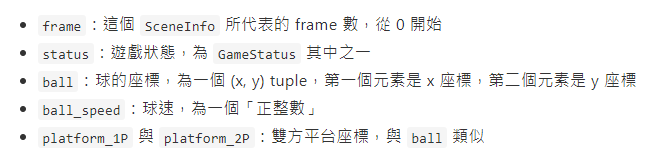 • frame：這個 SceneInfo 所代表的 frame 數，從 0 開始
• status：遊戲狀態，為 GameStatus 其中之一
• ball：球的座標，為一個 (x, y) tuple，第一個元素是 x 座標，第二個元素是 y 座標
• ball_speed：球速，為一個「正整數」
• platform_1P 與 platform_2P：雙方平台座標，與 ball 類似